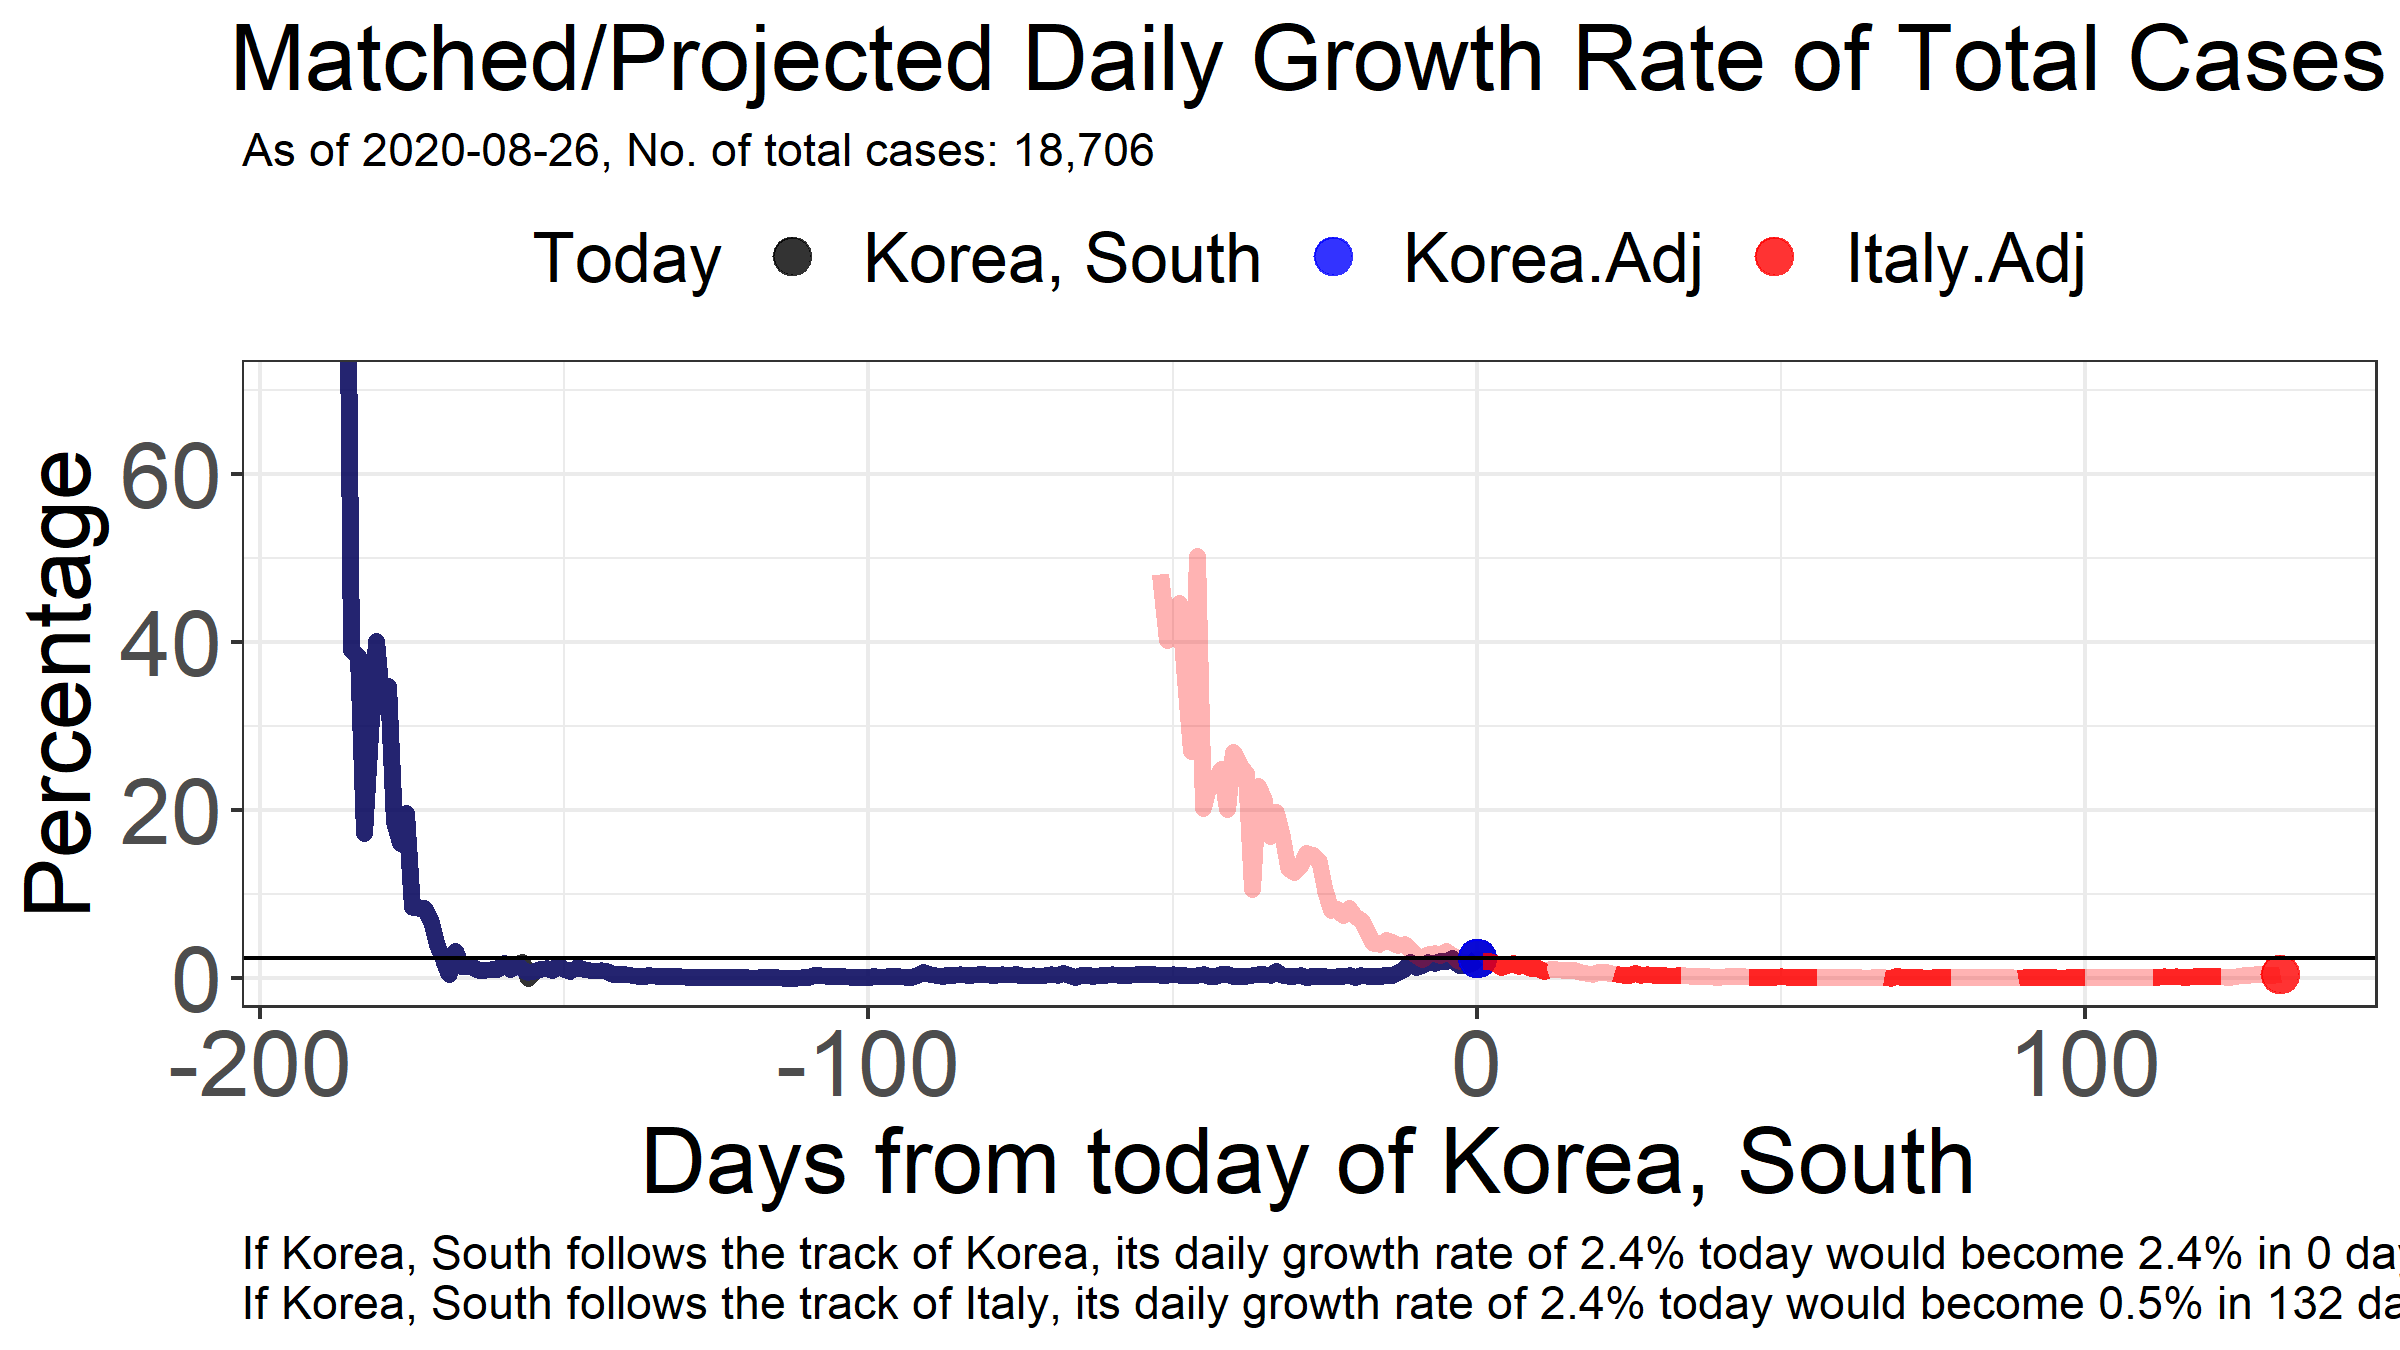 Matched/Projected Daily Growth Rate of Total Cases
As of 2020-08-26, No. of total cases: 18,706
Today Korea, South Korea.Adj Italy.Adj
Percentage
60
40
20
0
-200 -100 0 100
Days from today of Korea, South
If Korea, South follows the track of Korea, its daily growth rate of 2.4% today would become 2.4% in 0
If Korea, South follows the track of Italy, its daily growth rate of 2.4% today would become 0.5% in 132